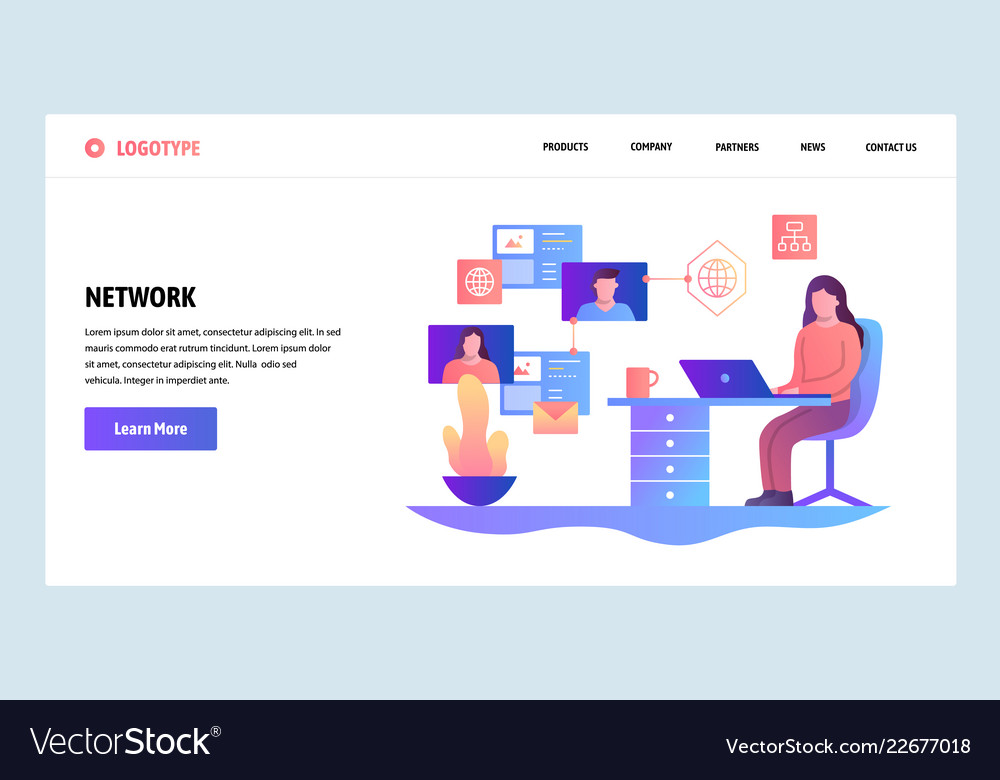 LOGOTYPE
PRODUCTS COMPANY PARTNERS NEWS CONTACT US
NETWORK
Lorem ipsum dolor sit amet, consectetur adipiscing elit. In sed
mauris commodo erat rutrum tincidunt. Lorem ipsum dolor
sit amet, consectetur adipiscing elit. Nulla odio sed
vehicula. Integer in imperdiet ante.
Learn More
VectorStock®
VectorStock.com/22677018